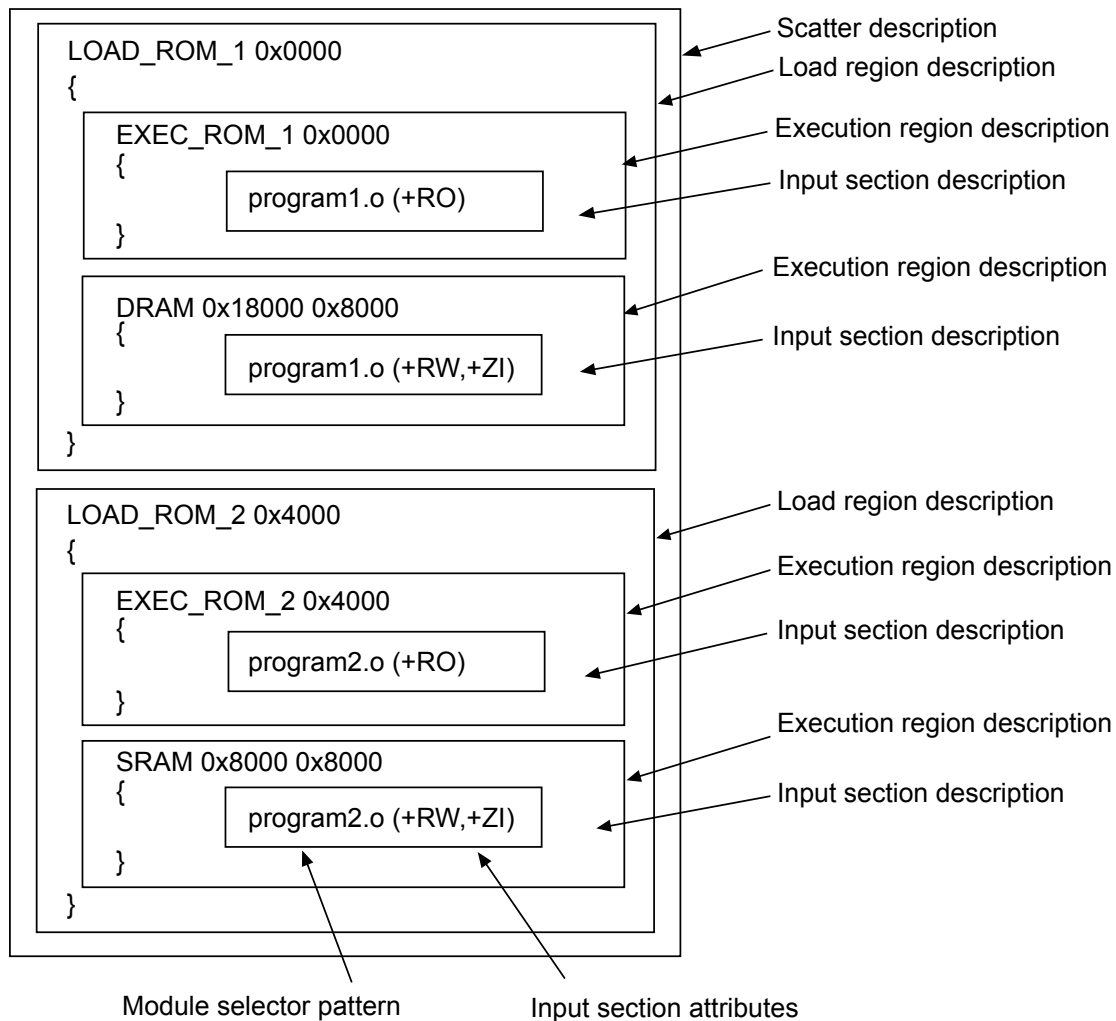 Scatter description
LOAD_ROM_1 0x0000
Load region description
{
EXEC_ROM_1 0x0000
Execution region description
{
program1.o (+RO)
Input section description
}
DRAM 0x18000 0x8000
Execution region description
{
program1.o (+RW,+ZI)
Input section description
}
}
LOAD_ROM_2 0x4000
Load region description
{
EXEC_ROM_2 0x4000
Execution region description
{
program2.o (+RO)
Input section description
}
SRAM 0x8000 0x8000
Execution region description
{
program2.o (+RW,+ZI)
Input section description
}
}
Module selector pattern
Input section attributes